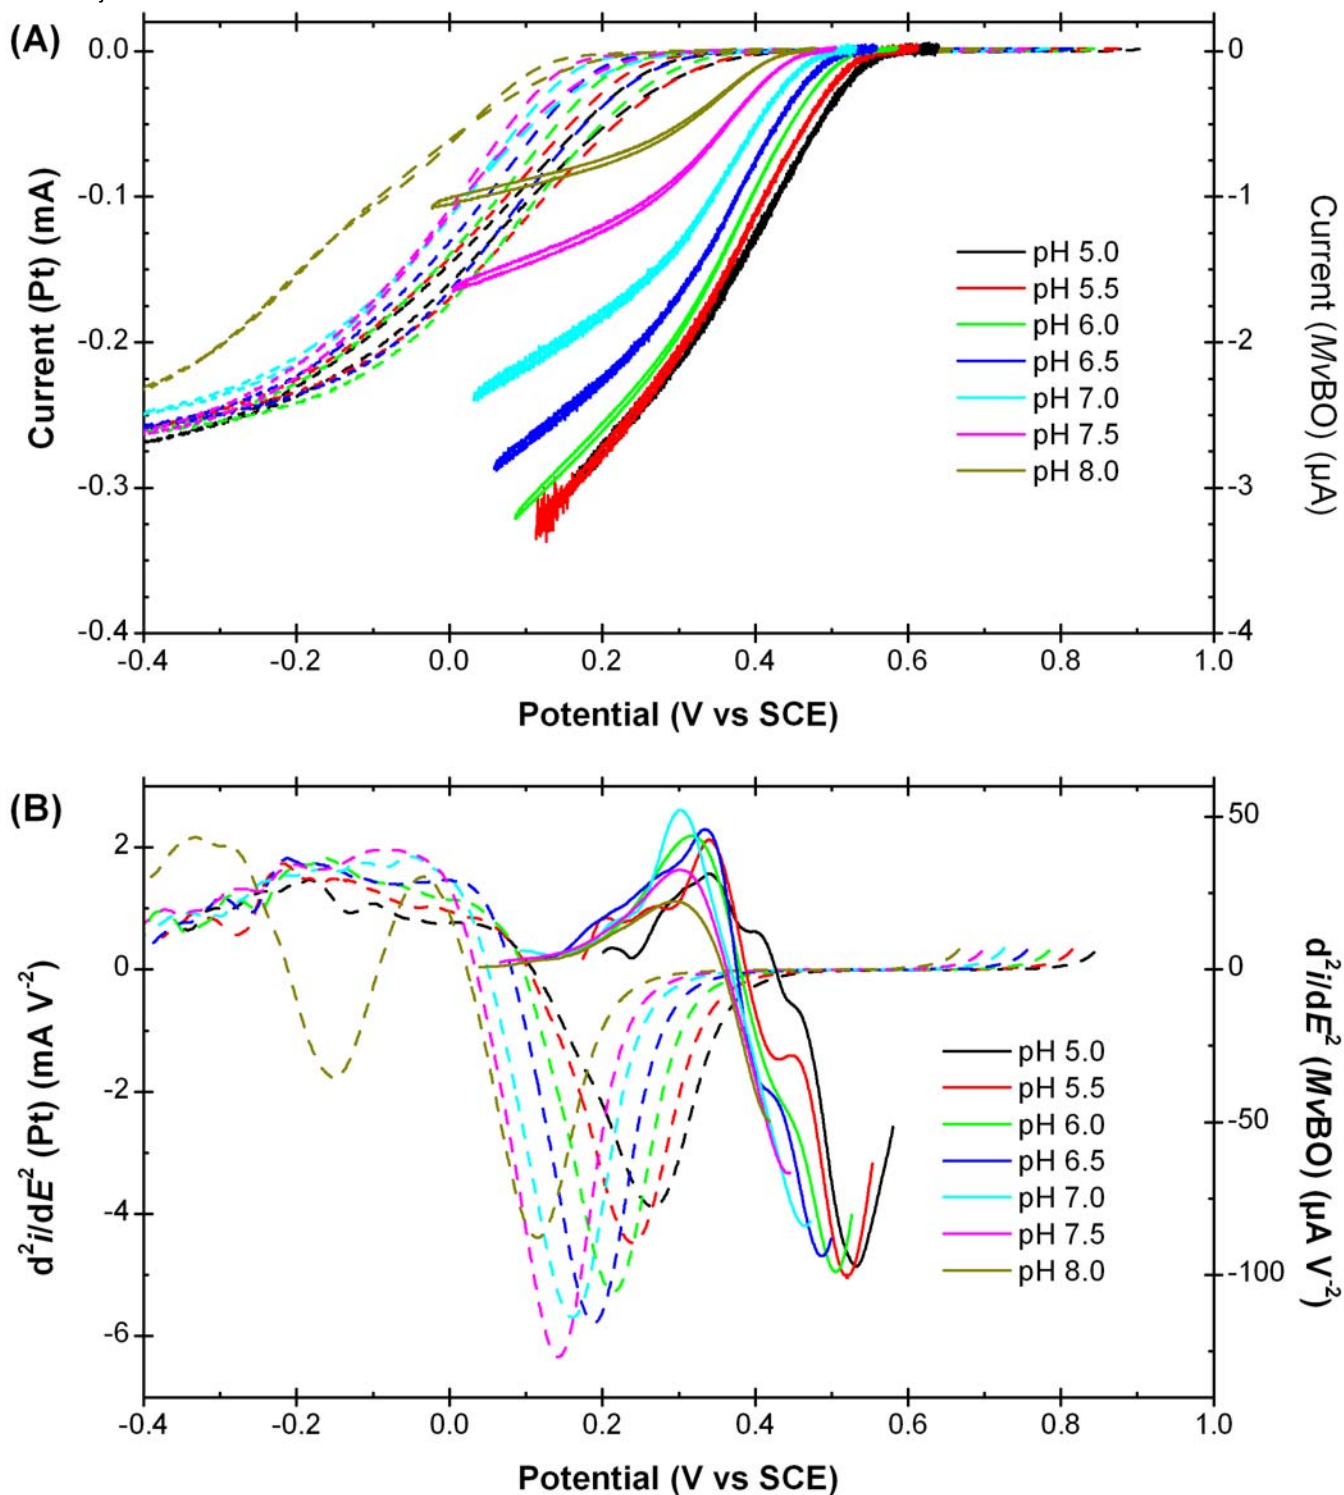 (A)
0.0
-0.1
-0.2
-0.3
-0.4
Current (Pt) (mA)
0
-1
-2
-3
-4
Current (MvBO) (µA)
pH 5.0
pH 5.5
pH 6.0
pH 6.5
pH 7.0
pH 7.5
pH 8.0
-0.4 -0.2 0.0 0.2 0.4 0.6 0.8 1.0
Potential (V vs SCE)
(B)
2
0
-2
-4
-6
d²i/dE² (Pt) (mA V⁻²)
50
0
-50
-100
d²i/dE² (MvBO) (µA V⁻²)
pH 5.0
pH 5.5
pH 6.0
pH 6.5
pH 7.0
pH 7.5
pH 8.0
-0.4 -0.2 0.0 0.2 0.4 0.6 0.8 1.0
Potential (V vs SCE)